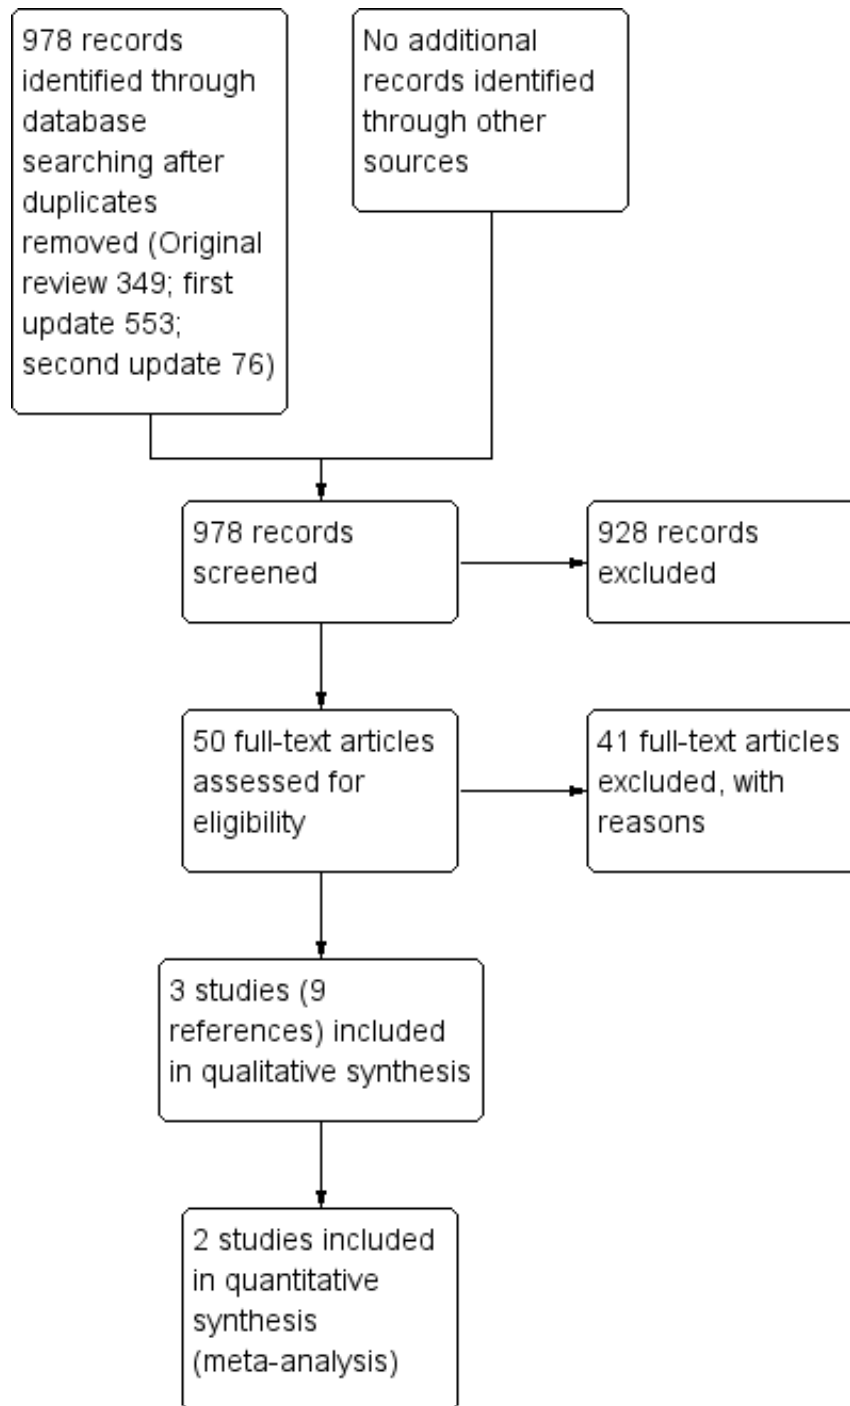 978 records
identified through
database
searching after
duplicates
removed (Original
review 349; first
update 553;
second update 76)
No additional
records identified
through other
sources
978 records
screened
928 records
excluded
50 full-text articles
assessed for
eligibility
41 full-text articles
excluded, with
reasons
3 studies (9
references) included
in qualitative synthesis
2 studies included
in quantitative
synthesis
(meta-analysis)